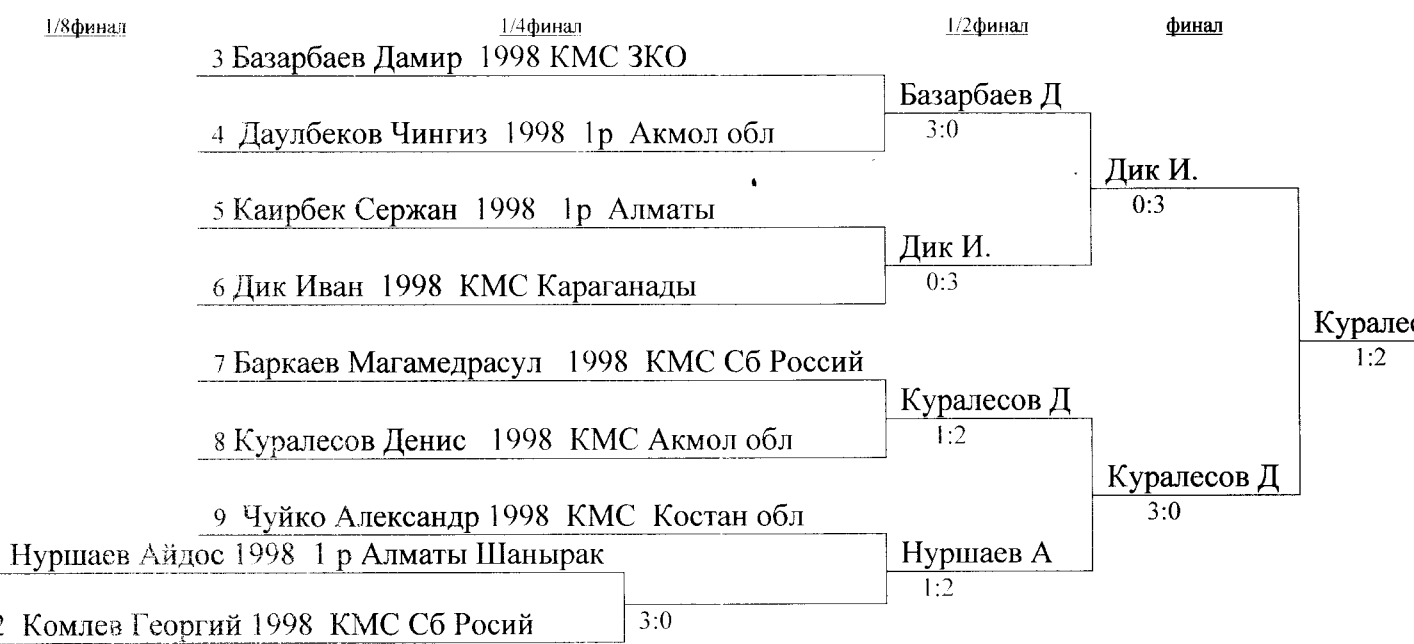 1/8финал 1/4финал 1/2финал финал
3 Базарбаев Дамир 1998 КМС ЗКО
Базарбаев Д
3:0
4 Даулбеков Чингиз 1998 1р Акмол обл
Дик И.
0:3
5 Каирбек Сержан 1998 1р Алматы
Дик И.
0:3
6 Дик Иван 1998 КМС Караганады
Куралес
1:2
7 Баркаев Магамедрасул 1998 КМС Сб Россий
Куралесов Д
1:2
8 Куралесов Денис 1998 КМС Акмол обл
Куралесов Д
3:0
9 Чуйко Александр 1998 КМС Костан обл
Нуршаев Айдос 1998 1 р Алматы Шанырак
Нуршаев А
1:2
2 Комлев Георгий 1998 КМС Сб Росий
3:0